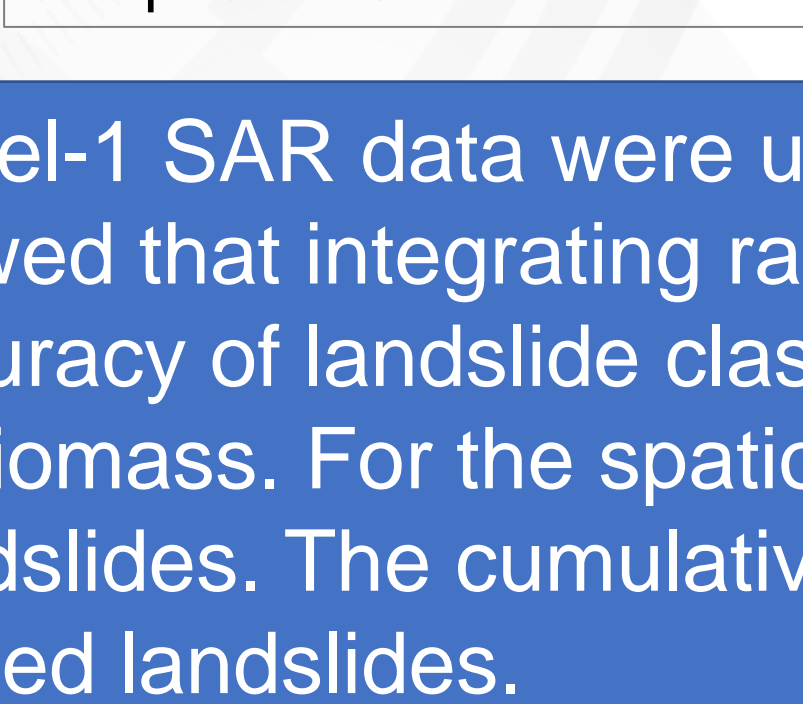 el-1 SAR data were u
wed that integrating ra
uracy of landslide clas
iomass. For the spatio
dslides. The cumulativ
ed landslides.